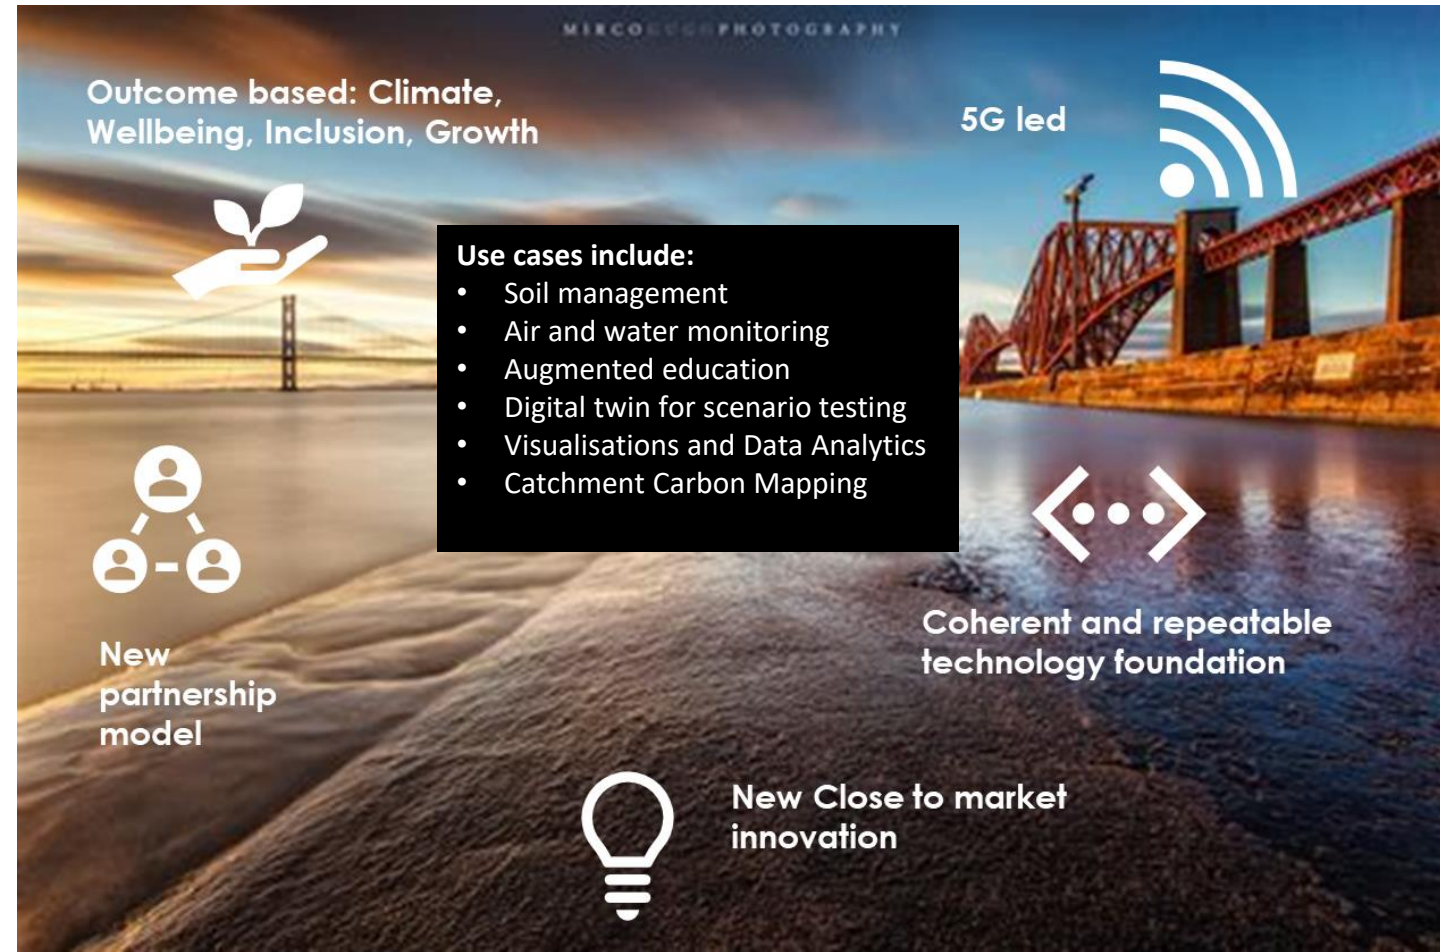 MIRCO PHOTOGRAPHY
Outcome based: Climate,
Wellbeing, Inclusion, Growth
5G led
Use cases include:
• Soil management
• Air and water monitoring
• Augmented education
• Digital twin for scenario testing
• Visualisations and Data Analytics
• Catchment Carbon Mapping
New
partnership
model
Coherent and repeatable
technology foundation
New Close to market
innovation